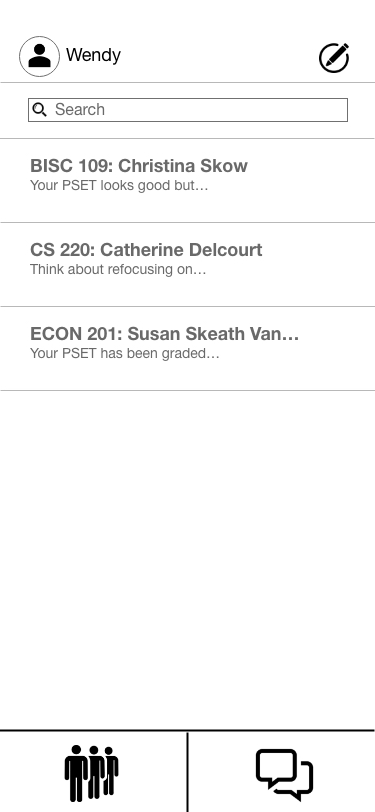 Wendy
Search
BISC 109: Christina Skow
Your PSET looks good but...
CS 220: Catherine Delcourt
Think about refocusing on...
ECON 201: Susan Skeath Van...
Your PSET has been graded...